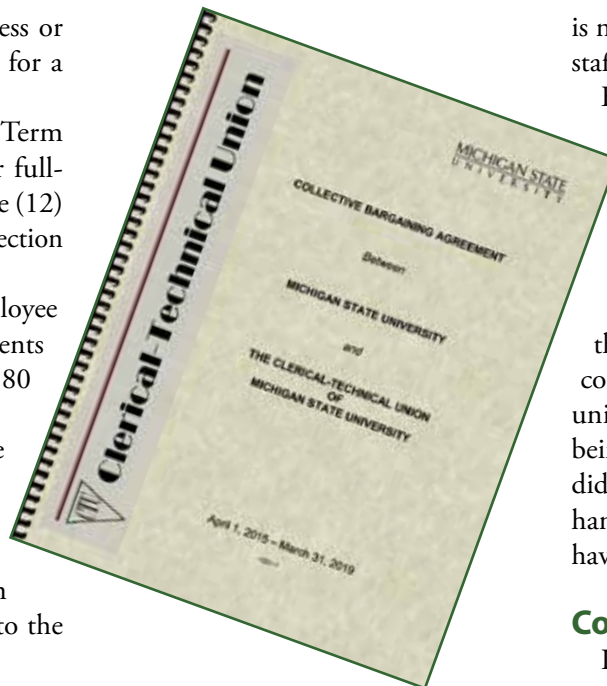 ess or
for a
Term
r full-
e (12)
ection
loyee
ents
80
e
n
to the
Clerical-Technical Union
CTU
MICHIGAN STATE
UNIVERSITY
COLLECTIVE BARGAINING AGREEMENT
Between
MICHIGAN STATE UNIVERSITY
and
THE CLERICAL-TECHNICAL UNION
OF
MICHIGAN STATE UNIVERSITY
April 1, 2015 – March 31, 2019
is n
staf
I
th
co
uni
bei
did
han
hav
Co
I